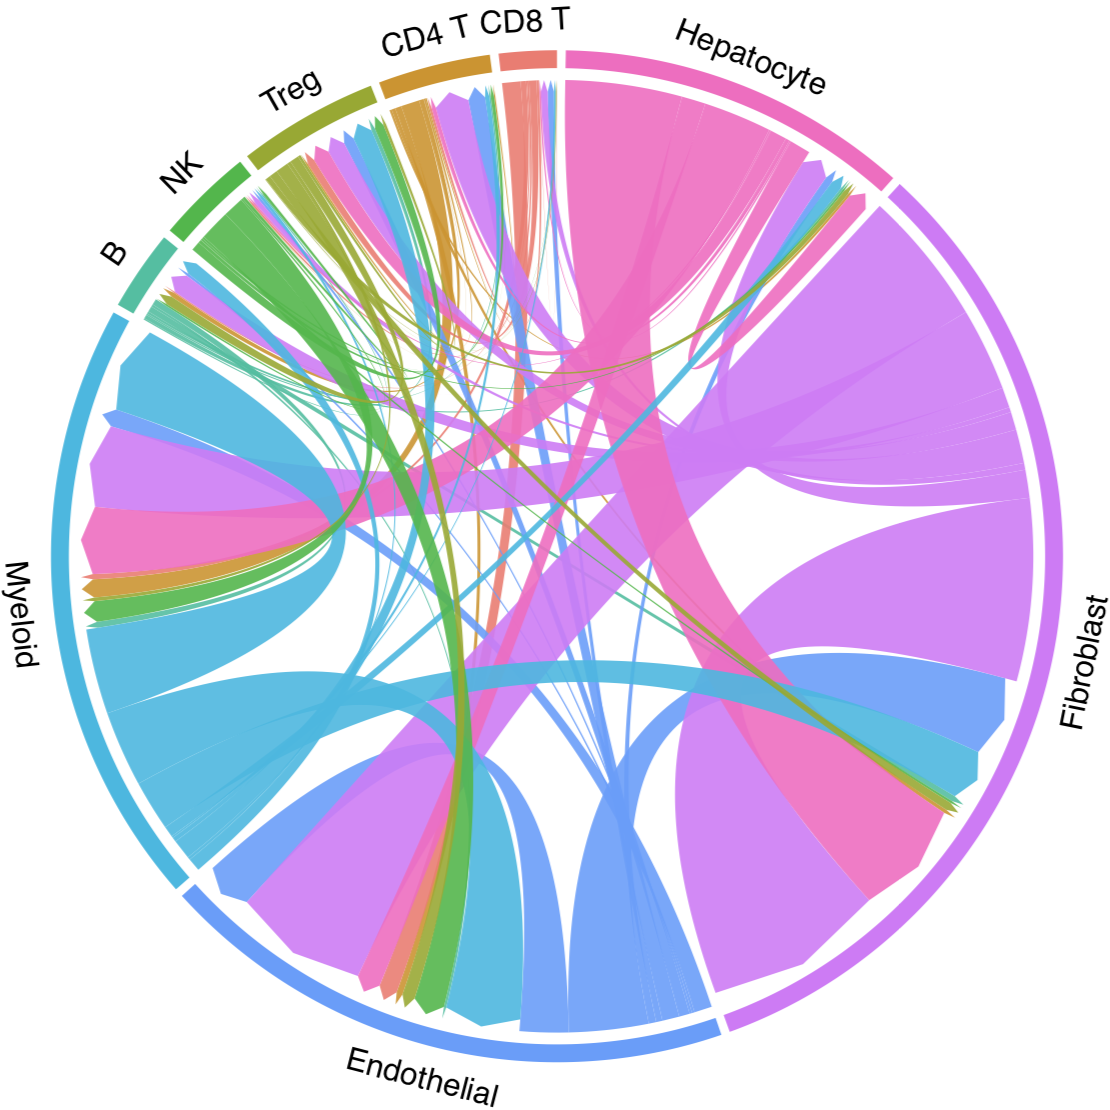 CD4 T
CD8 T
Hepatocyte
Treg
NK
B
Myeloid
Fibroblast
Endothelial